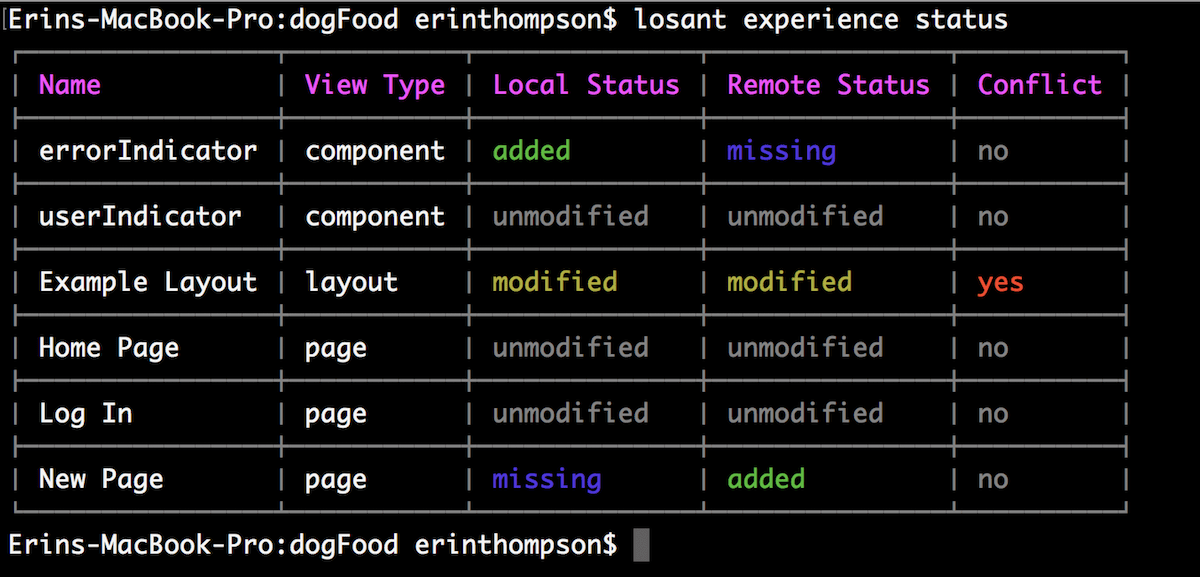 Erins-MacBook-Pro:dogFood erinthompson$ losant experience status
Name | View Type | Local Status | Remote Status | Conflict
errorIndicator | component | added | missing | no
userIndicator | component | unmodified | unmodified | no
Example Layout | layout | modified | modified | yes
Home Page | page | unmodified | unmodified | no
Log In | page | unmodified | unmodified | no
New Page | page | missing | added | no
Erins-MacBook-Pro:dogFood erinthompson$